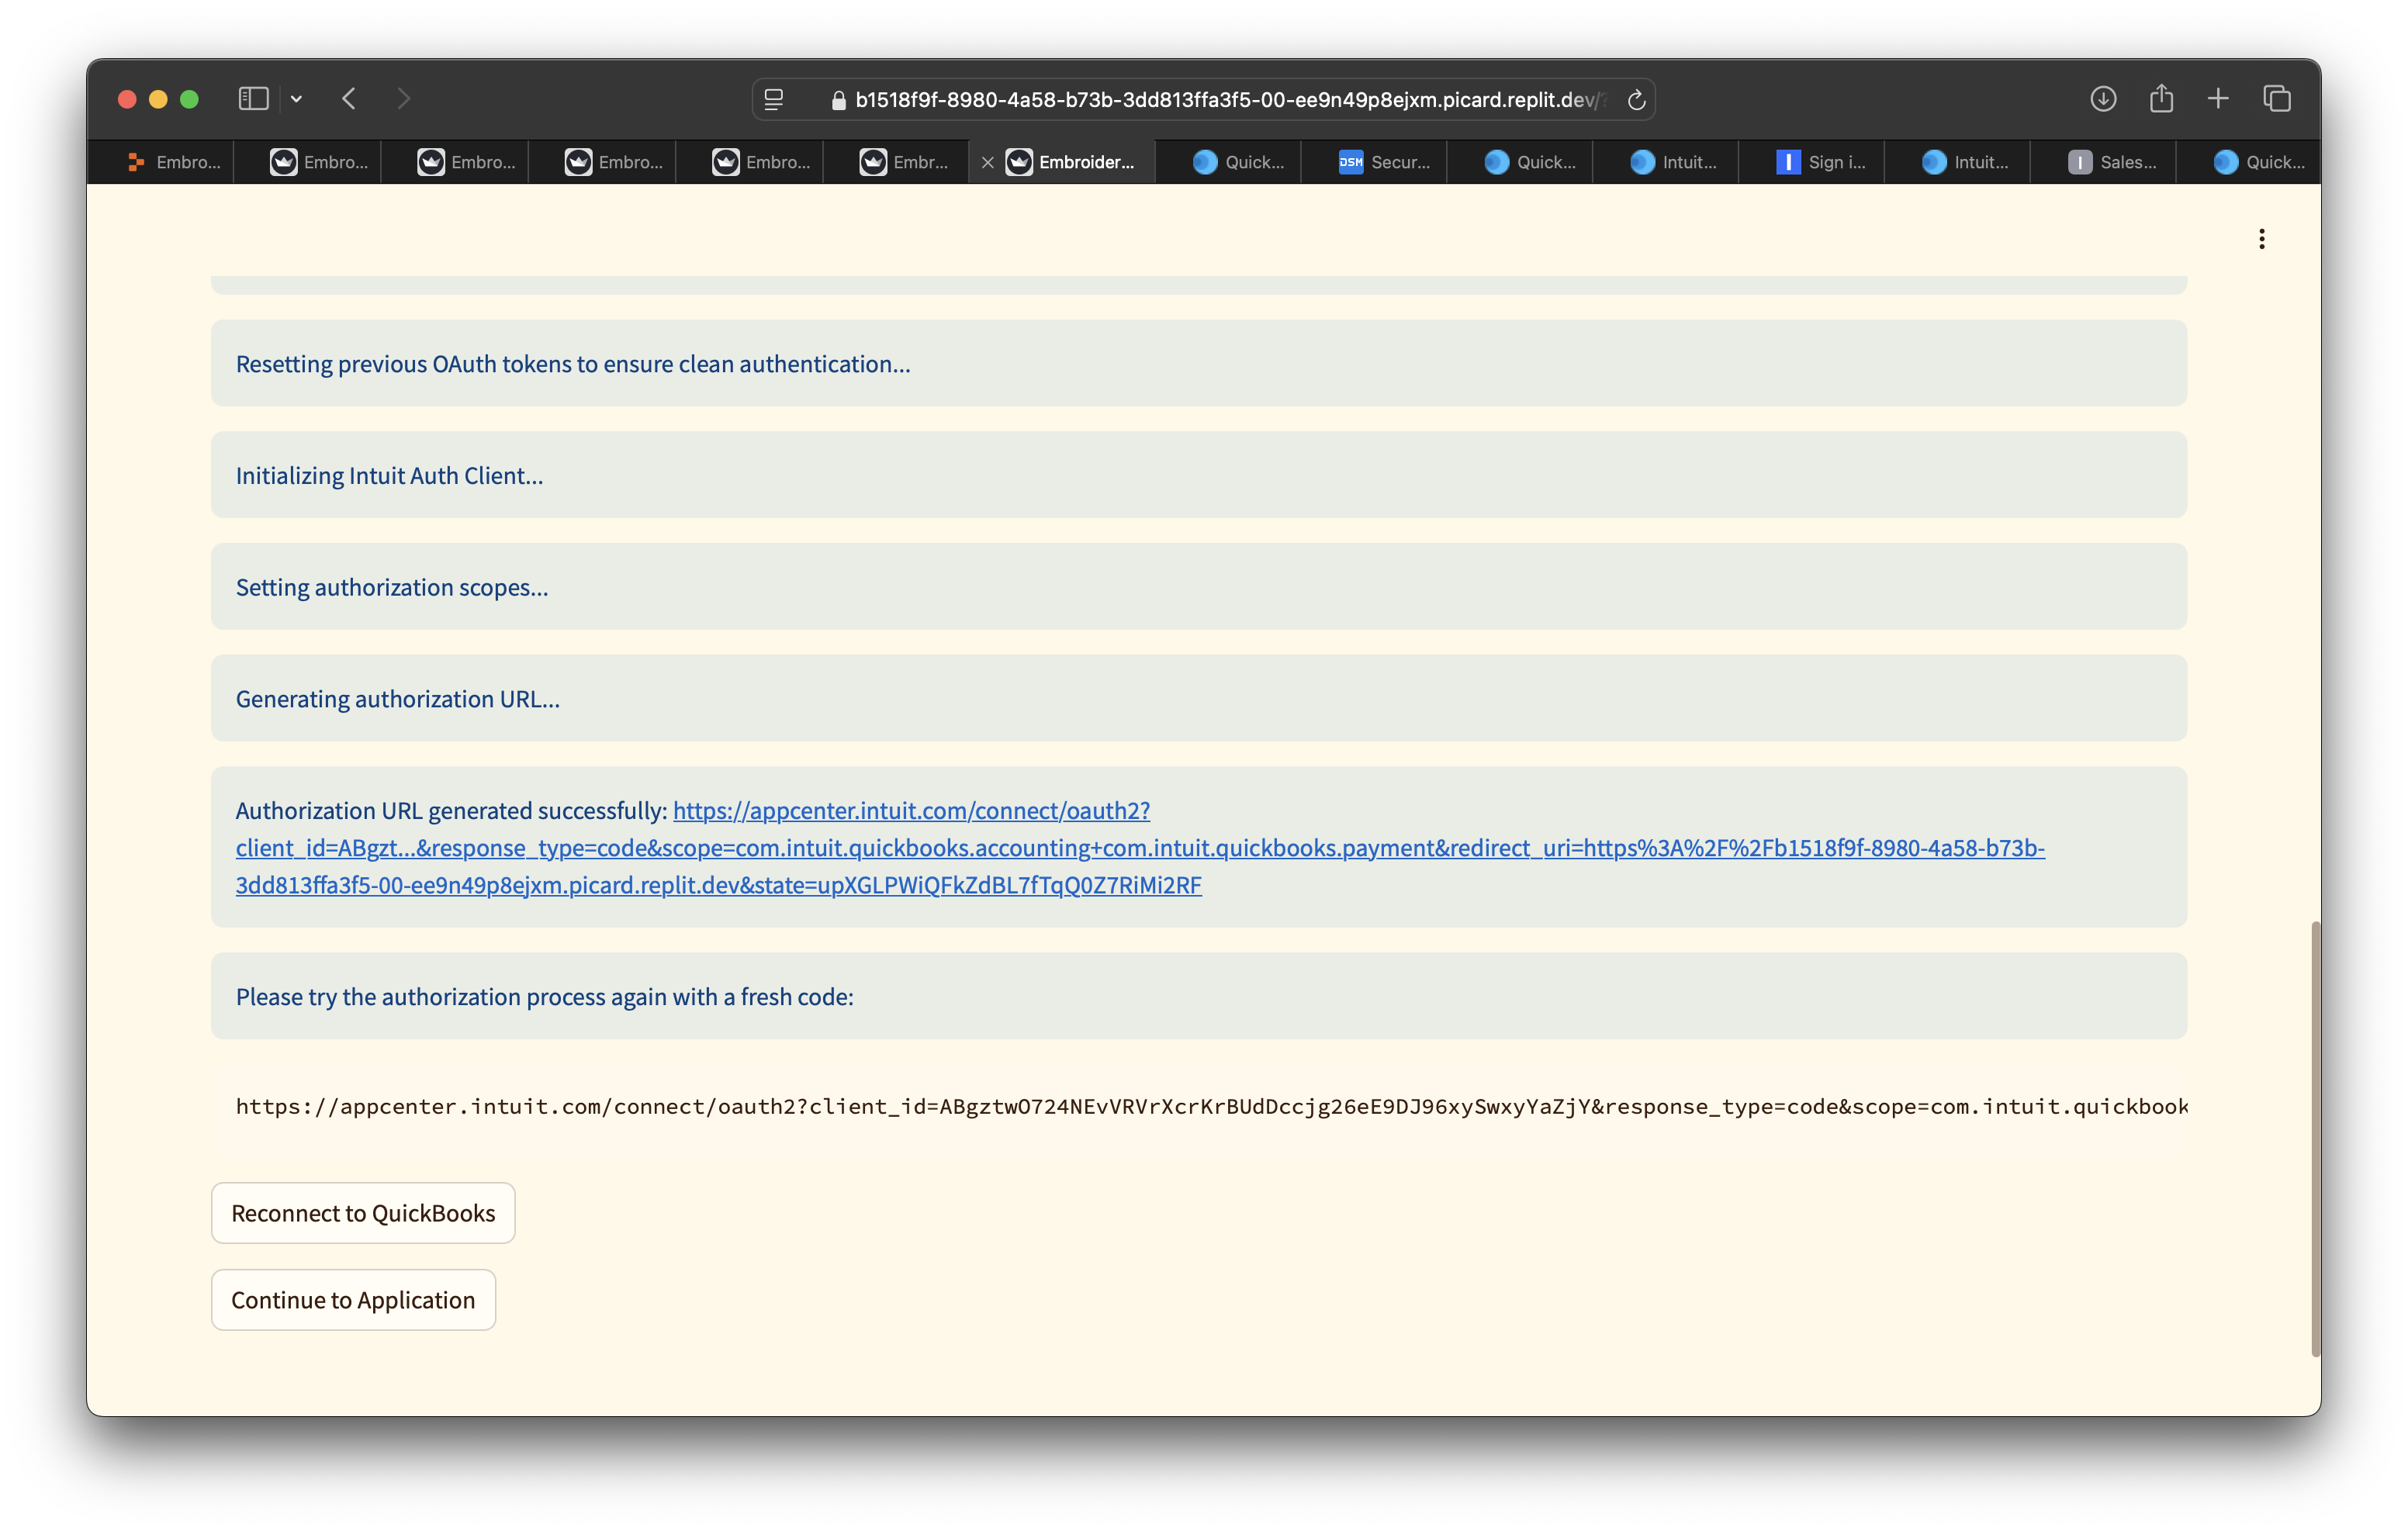 b1518f9f-8980-4a58-b73b-3dd813ffa3f5-00-ee9n49p8ejxm.picard.replit.dev/?
Embro... Embro... Embro... Embro... Embro... Embr... Embroider... Quick... DSM Secur... Quick... Intuit... Sign i... Intuit... I Sales... Quick...
Resetting previous OAuth tokens to ensure clean authentication...
Initializing Intuit Auth Client...
Setting authorization scopes...
Generating authorization URL...
Authorization URL generated successfully: https://appcenter.intuit.com/connect/oauth2?
client_id=ABgzt...&response_type=code&scope=com.intuit.quickbooks.accounting+com.intuit.quickbooks.payment&redirect_uri=https%3A%2F%2Fb1518f9f-8980-4a58-b73b-
3dd813ffa3f5-00-ee9n49p8ejxm.picard.replit.dev&state=upXGLPWiQFkZdBL7fTqQ0Z7RiMi2RF
Please try the authorization process again with a fresh code:
https://appcenter.intuit.com/connect/oauth2?client_id=ABgztwO724NEvVRVrXcrKrBUdDccjg26eE9DJ96xySwxyYaZjY&response_type=code&scope=com.intuit.quickbook
Reconnect to QuickBooks
Continue to Application